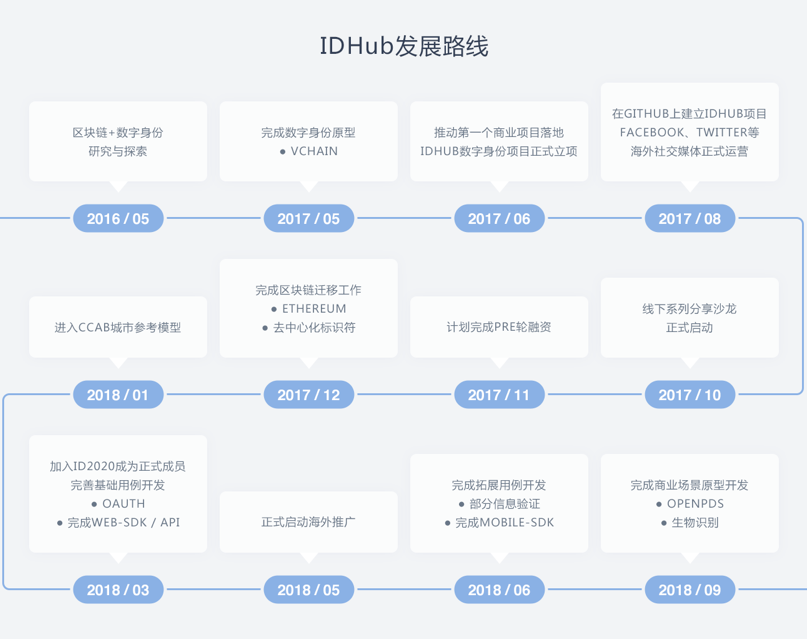 IDHub发展路线
区块链+数字身份
研究与探索
2016 / 05
完成数字身份原型
● VCHAIN
2017 / 05
推动第一个商业项目落地
IDHUB数字身份项目正式立项
2017 / 06
在GITHUB上建立IDHUB项目
FACEBOOK、TWITTER等
海外社交媒体正式运营
2017 / 08
线下系列分享沙龙
正式启动
2017 / 10
计划完成PRE轮融资
2017 / 11
完成区块链迁移工作
● ETHEREUM
● 去中心化标识符
2017 / 12
进入CCAB城市参考模型
2018 / 01
加入ID2020成为正式成员
完善基础用例开发
● OAUTH
● 完成WEB-SDK / API
2018 / 03
正式启动海外推广
2018 / 05
完成拓展用例开发
● 部分信息验证
● 完成MOBILE-SDK
2018 / 06
完成商业场景原型开发
● OPENPDS
● 生物识别
2018 / 09